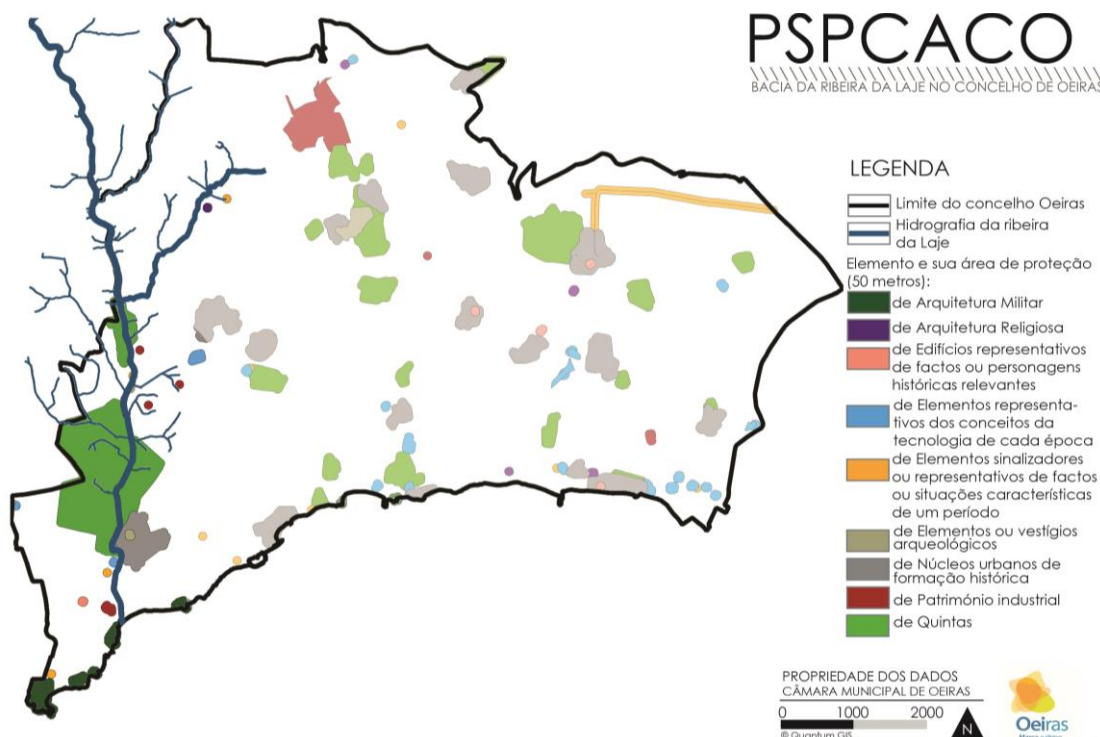 PSPCACO
BACIA DA RIBEIRA DA LAJE NO CONCELHO DE OEIRAS
LEGENDA
Limite do concelho Oeiras
Hidrografia da ribeira
da Laje
Elemento e sua área de proteção
(50 metros):
de Arquitetura Militar
de Arquitetura Religiosa
de Edifícios representativos
de factos ou personagens
históricas relevantes
de Elementos representa-
tivos dos conceitos da
tecnologia de cada época
de Elementos sinalizadores
ou representativos de factos
ou situações características
de um período
de Elementos ou vestígios
arqueológicos
de Núcleos urbanos de
formação histórica
de Património industrial
de Quintas
PROPRIEDADE DOS DADOS
CÂMARA MUNICIPAL DE OEIRAS
0 1000 2000
© Quantum GIS
N
Oeiras